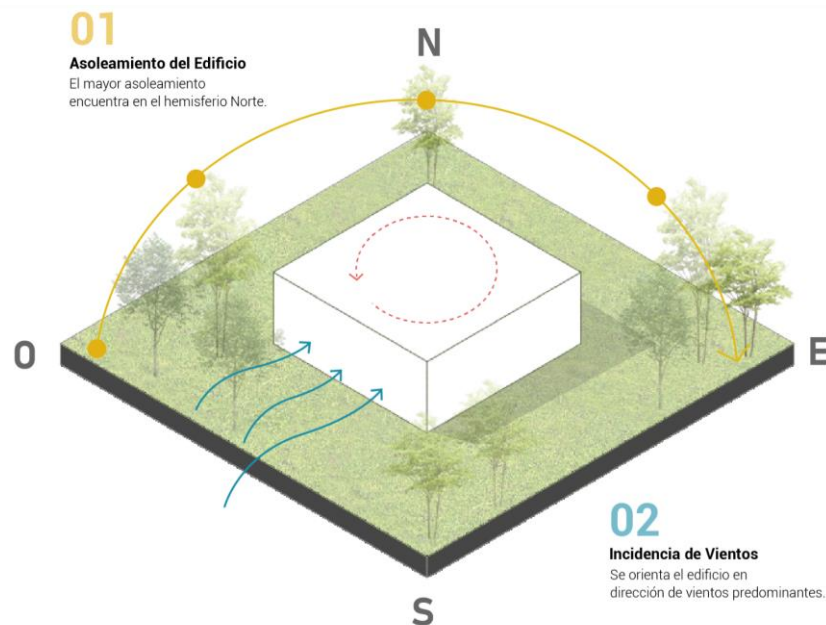 01
Asoleamiento del Edificio
El mayor asoleamiento
encuentra en el hemisferio Norte.
N
O
E
02
Incidencia de Vientos
Se orienta el edificio en
dirección de vientos predominantes.
S